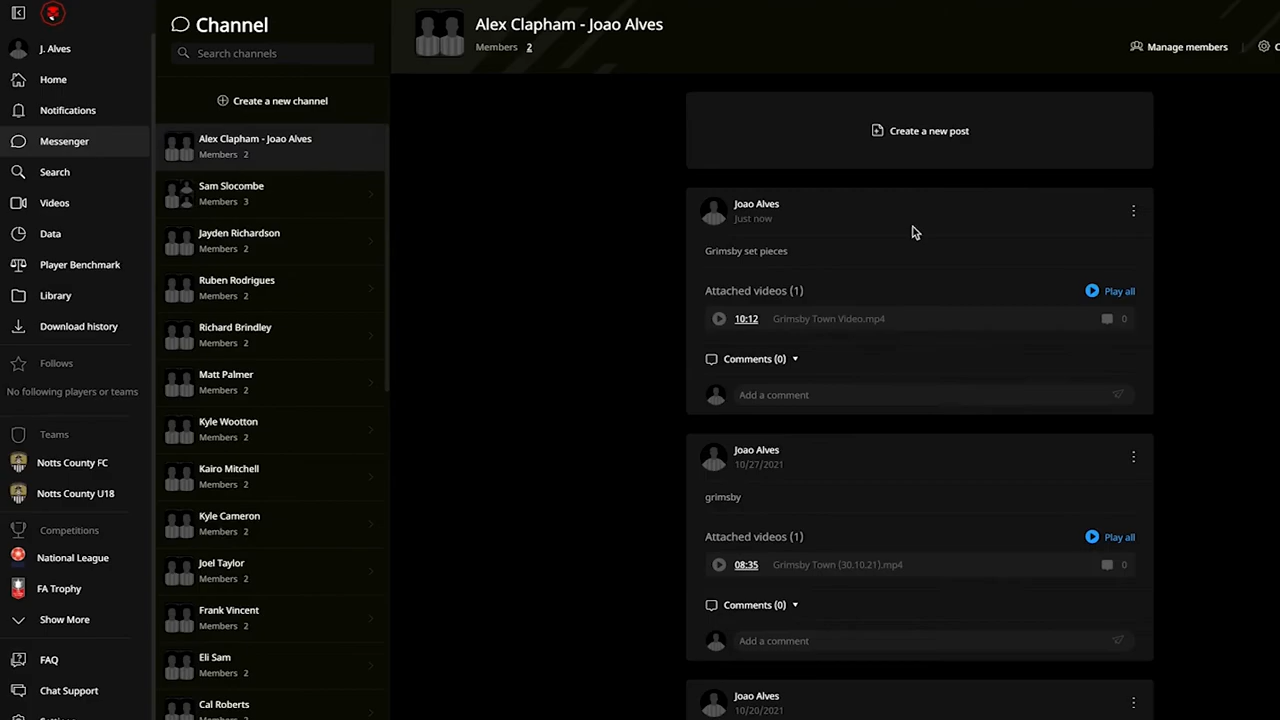 J. Alves
Home
Notifications
Messenger
Search
Videos
Data
Player Benchmark
Library
Download history
Follows
No following players or teams
Teams
Notts County FC
Notts County U18
Competitions
National League
FA Trophy
Show More
FAQ
Chat Support
Channel
Search channels
Create a new channel
Alex Clapham - Joao Alves
Members 2
Sam Slocombe
Members 3
Jayden Richardson
Members 2
Ruben Rodrigues
Members 2
Richard Brindley
Members 2
Matt Palmer
Members 2
Kyle Wootton
Members 2
Kairo Mitchell
Members 2
Kyle Cameron
Members 2
Joel Taylor
Members 2
Frank Vincent
Members 2
Eli Sam
Members 2
Cal Roberts
Alex Clapham - Joao Alves
Members 2
Manage members
Create a new post
Joao Alves
Just now
Grimsby set pieces
Attached videos (1)
Play all
10:12 Grimsby Town Video.mp4 0
Comments (0)
Add a comment
Joao Alves
10/27/2021
grimsby
Attached videos (1)
Play all
08:35 Grimsby Town (30.10.21).mp4 0
Comments (0)
Add a comment
Joao Alves
10/20/2021